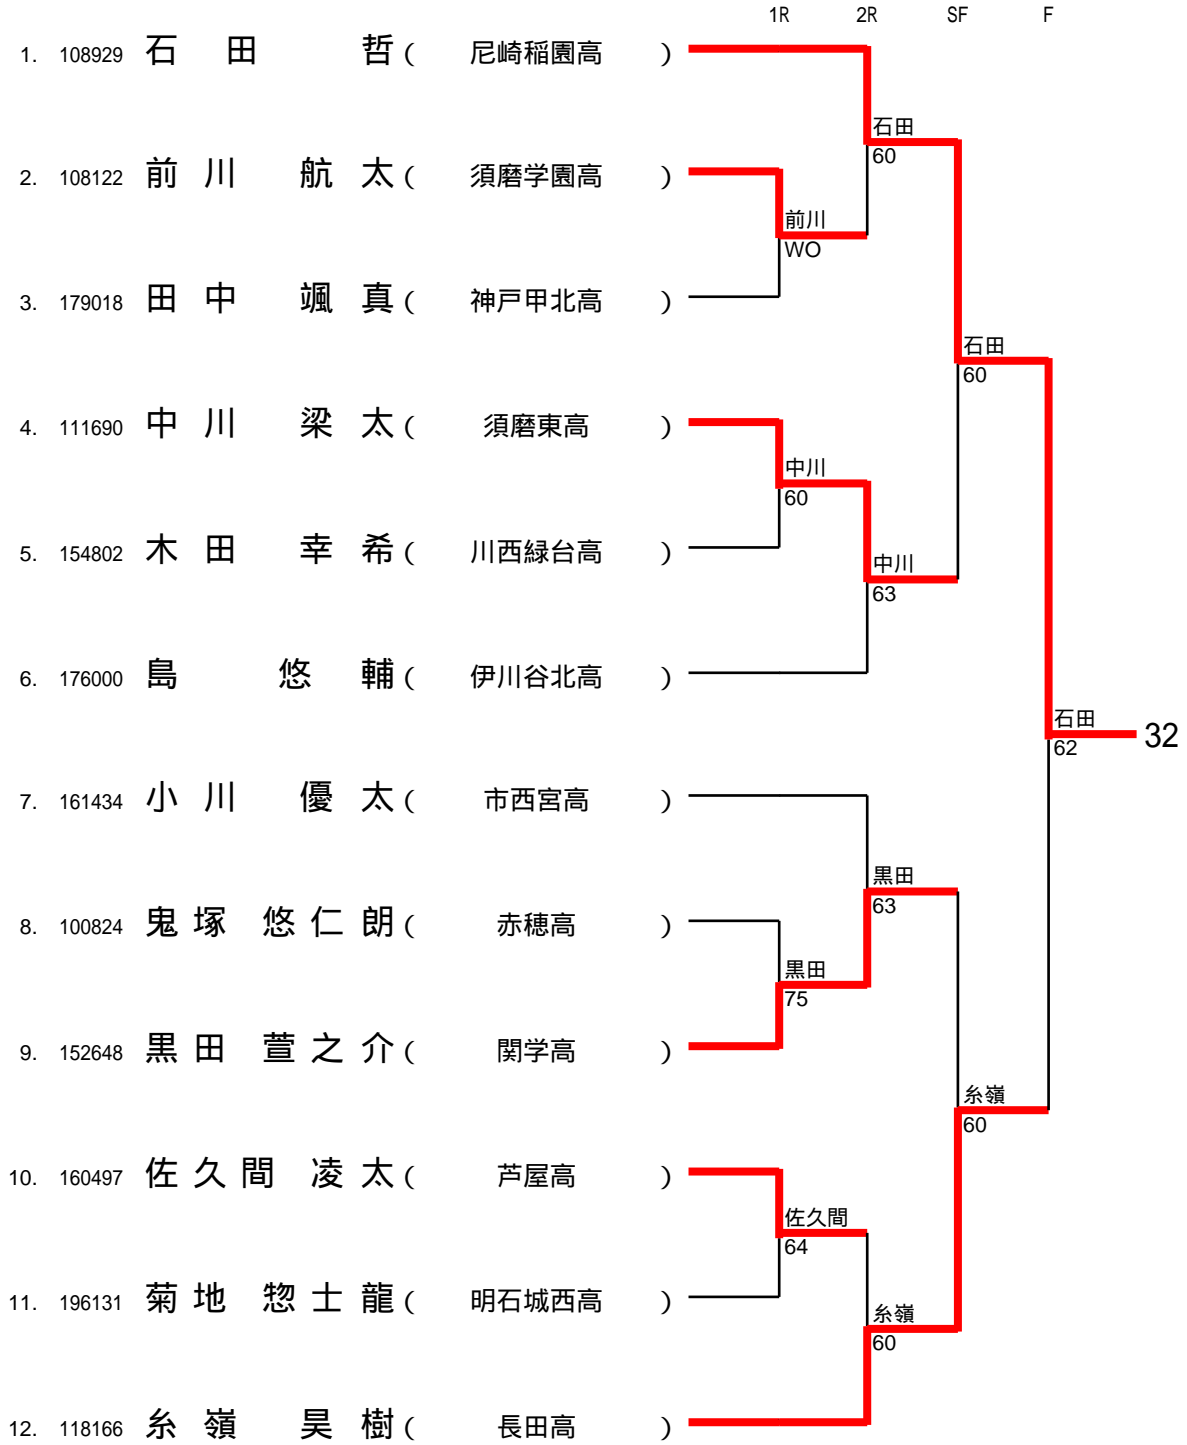 1R 2R SF F
1. 108929 石田 哲 ( 尼崎稲園高 )
石田
60
2. 108122 前川 航太 ( 須磨学園高 )
前川
WO
3. 179018 田中 颯真 ( 神戸甲北高 )
石田
60
4. 111690 中川 梁太 ( 須磨東高 )
中川
60
5. 154802 木田 幸希 ( 川西緑台高 )
中川
63
6. 176000 島 悠輔 ( 伊川谷北高 )
石田
62
32
7. 161434 小川 優太 ( 市西宮高 )
黒田
63
8. 100824 鬼塚 悠仁朗 ( 赤穂高 )
黒田
75
9. 152648 黒田 萱之介 ( 関学高 )
糸嶺
60
10. 160497 佐久間 凌太 ( 芦屋高 )
佐久間
64
11. 196131 菊地 惣士龍 ( 明石城西高 )
糸嶺
60
12. 118166 糸嶺 昊樹 ( 長田高 )